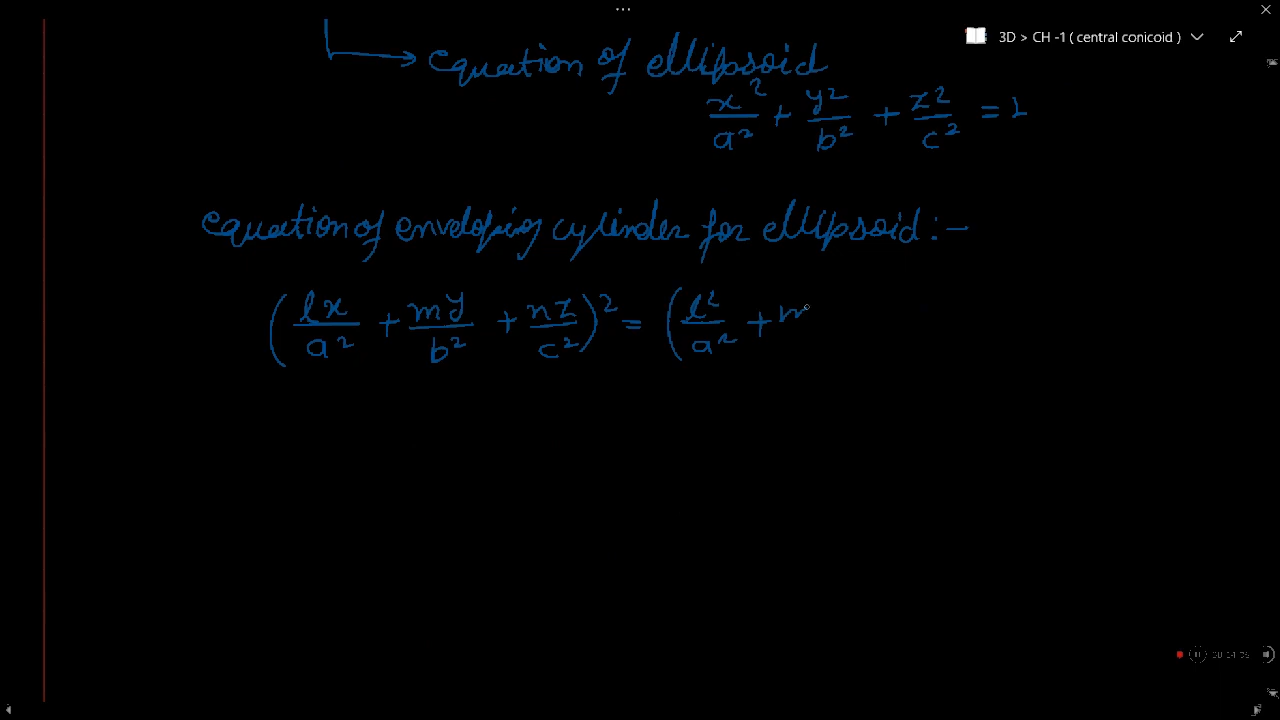 ...
3D > CH -1 ( central conicoid )
equation of ellipsoid
x²/a² + y²/b² + z²/c² = 1
equation of enveloping cylinder for ellipsoid :-
(lx/a² + my/b² + nz/c²)² = (l²/a² + m